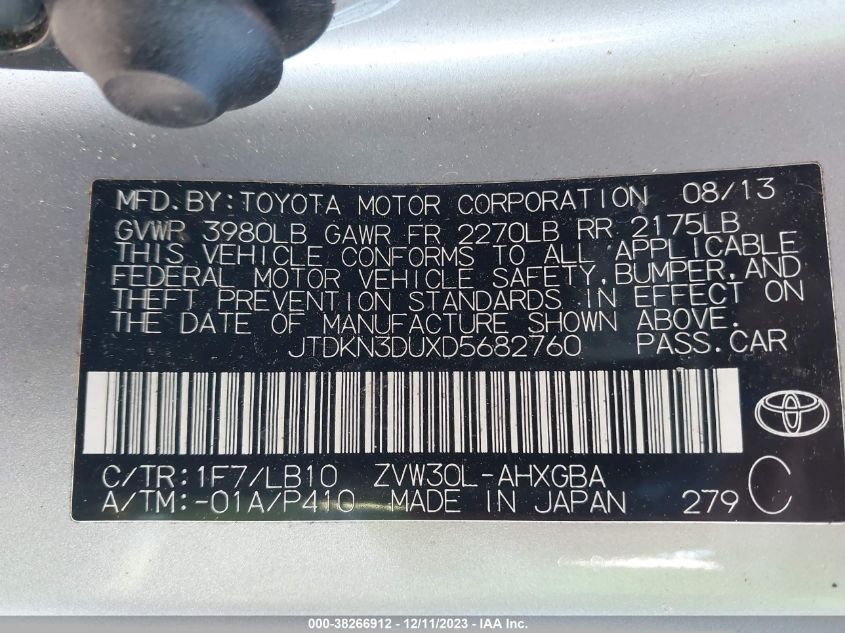 MFD.BY:TOYOTA MOTOR CORPORATION 08/13
GVWR 3980LB GAWR FR 2270LB RR 2175LB
THIS VEHICLE CONFORMS TO ALL APPLICABLE
FEDERAL MOTOR VEHICLE SAFETY,BUMPER,AND
THEFT PREVENTION STANDARDS IN EFFECT ON
THE DATE OF MANUFACTURE SHOWN ABOVE.
JTDKN3DUXD5682760 PASS.CAR
C/TR:1F7/LB10 ZVW30L-AHXGBA
A/TM:-01A/P410 MADE IN JAPAN 279 C
000-38266912 - 12/11/2023 - IAA Inc.